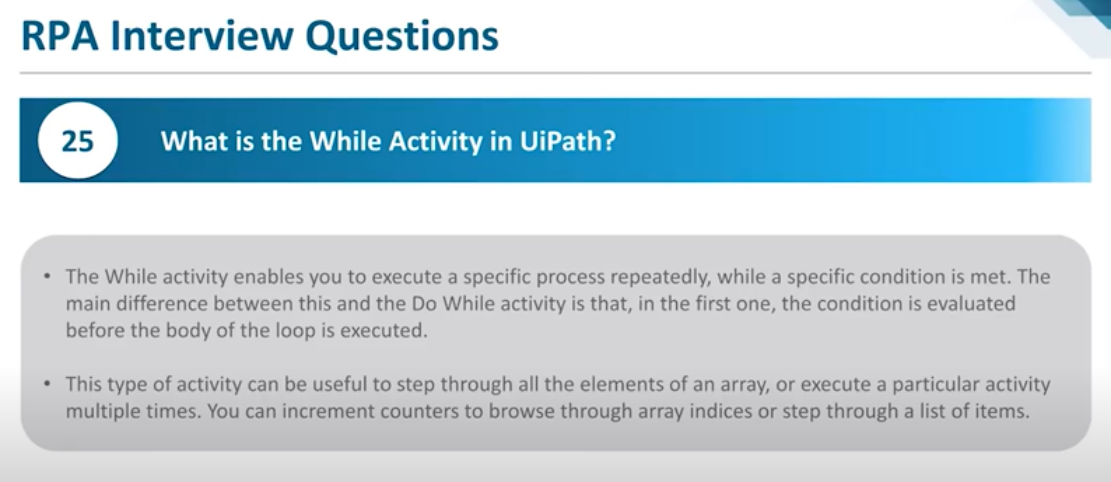 RPA Interview Questions
25
What is the While Activity in UiPath?
• The While activity enables you to execute a specific process repeatedly, while a specific condition is met. The
main difference between this and the Do While activity is that, in the first one, the condition is evaluated
before the body of the loop is executed.
• This type of activity can be useful to step through all the elements of an array, or execute a particular activity
multiple times. You can increment counters to browse through array indices or step through a list of items.